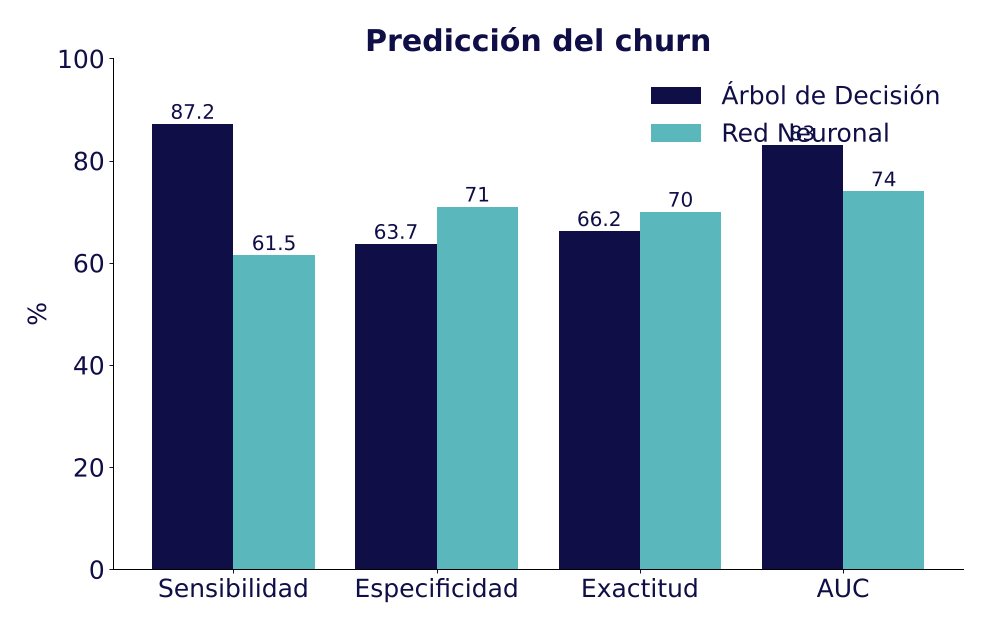 Predicción del churn
Árbol de Decisión
Red Neuronal
%
100
80
60
40
20
0
87.2
61.5
63.7
71
66.2
70
83
74
Sensibilidad
Especificidad
Exactitud
AUC